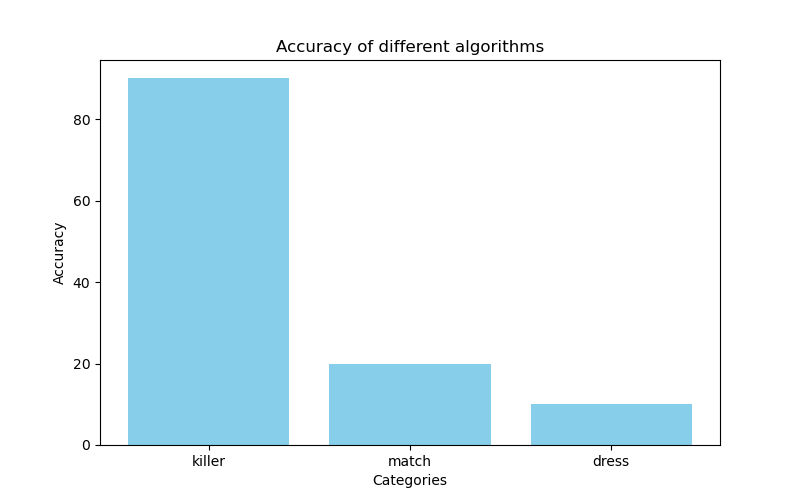 Accuracy of different algorithms
Accuracy
80
60
40
20
0
killer match dress
Categories